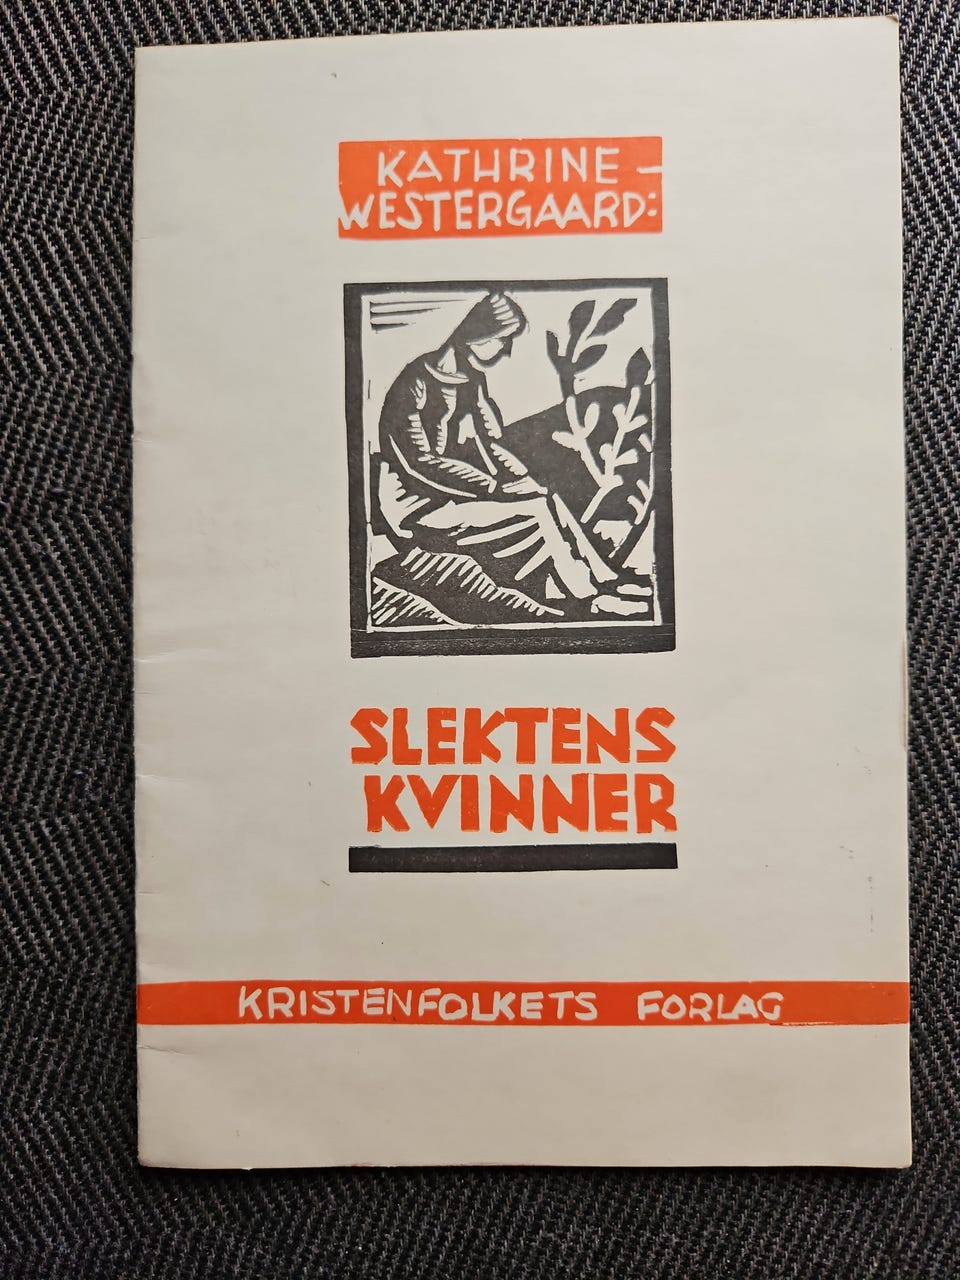 KATHRINE –
WESTERGAARD:
SLEKTENS
KVINNER
KRISTENFOLKETS FORLAG